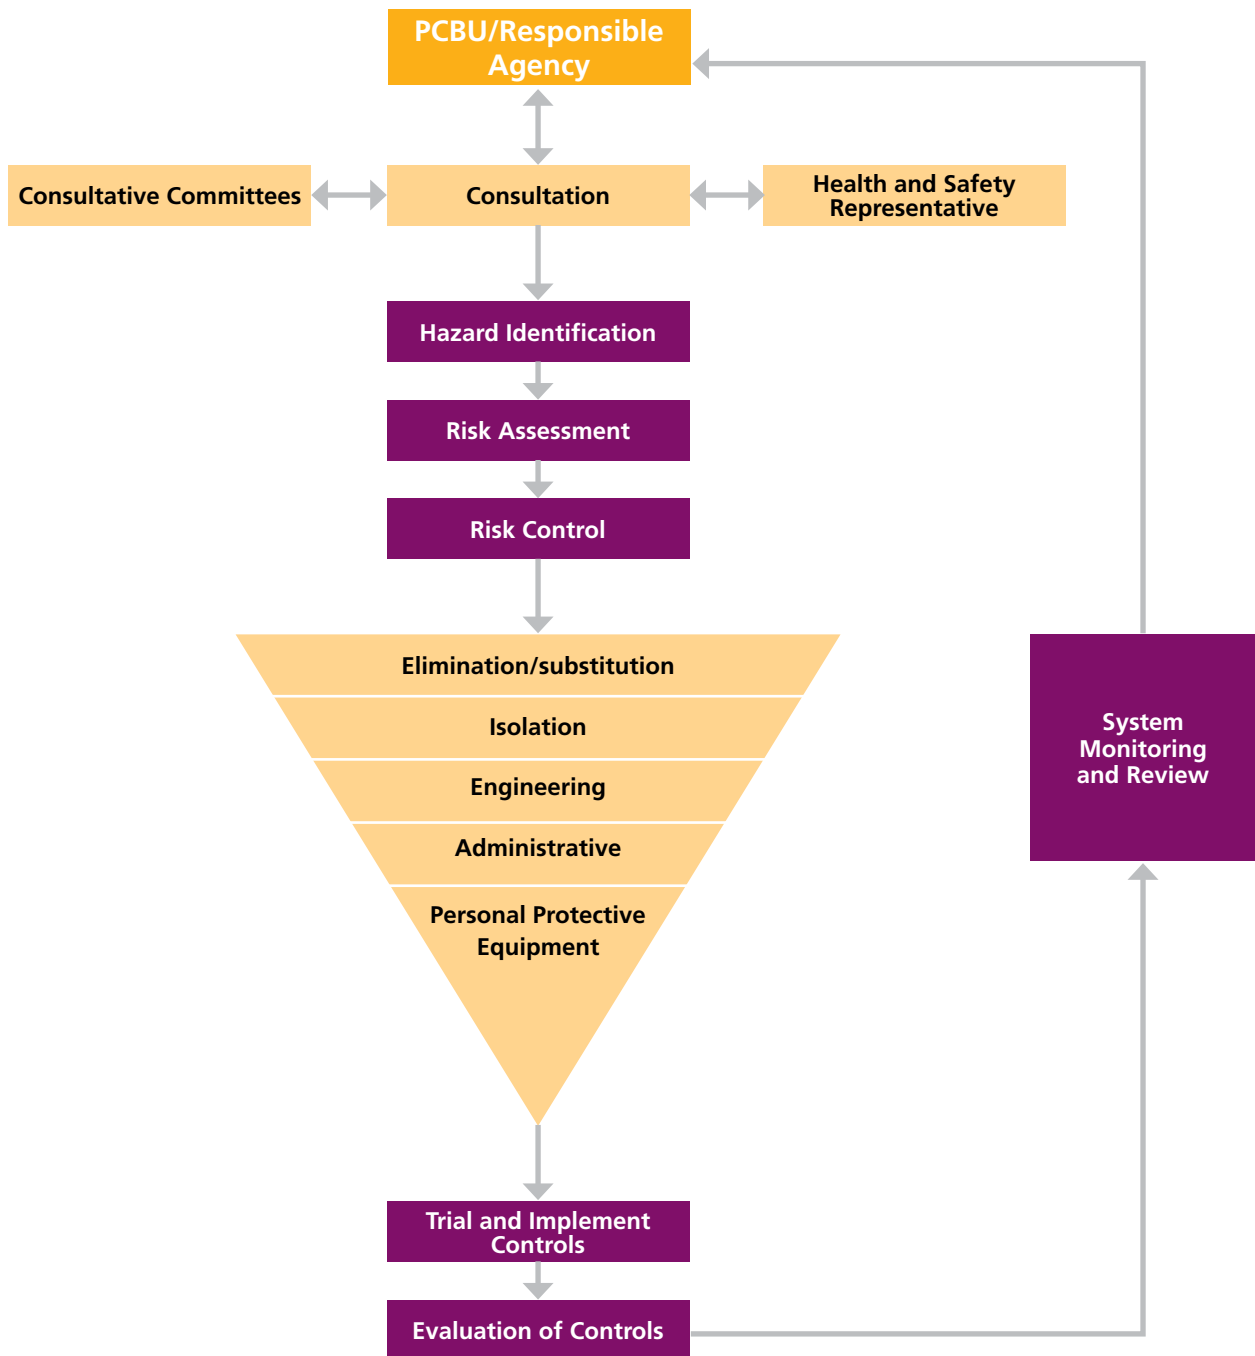 PCBU/Responsible
Agency
Consultative Committees
Consultation
Health and Safety
Representative
Hazard Identification
Risk Assessment
Risk Control
Elimination/substitution
Isolation
Engineering
Administrative
Personal Protective
Equipment
System
Monitoring
and Review
Trial and Implement
Controls
Evaluation of Controls